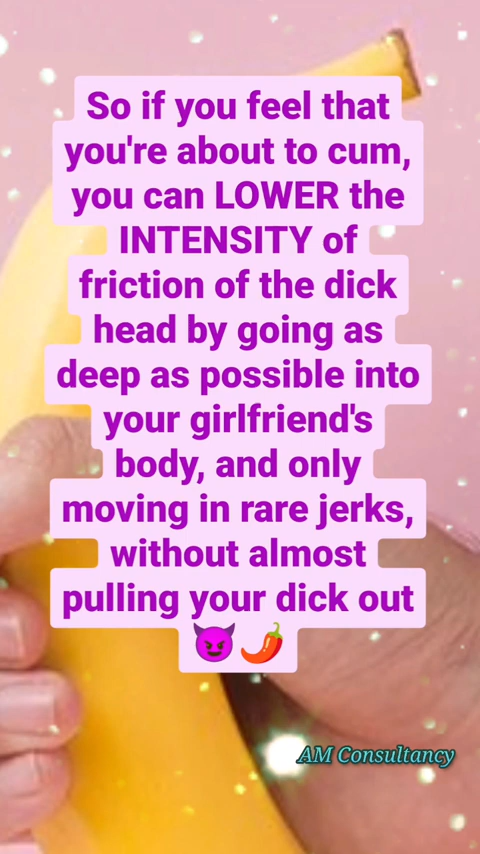 So if you feel that
you're about to cum,
you can LOWER the
INTENSITY of
friction of the dick
head by going as
deep as possible into
your girlfriend's
body, and only
moving in rare jerks,
without almost
pulling your dick out
😈🌶️
AM Consultancy